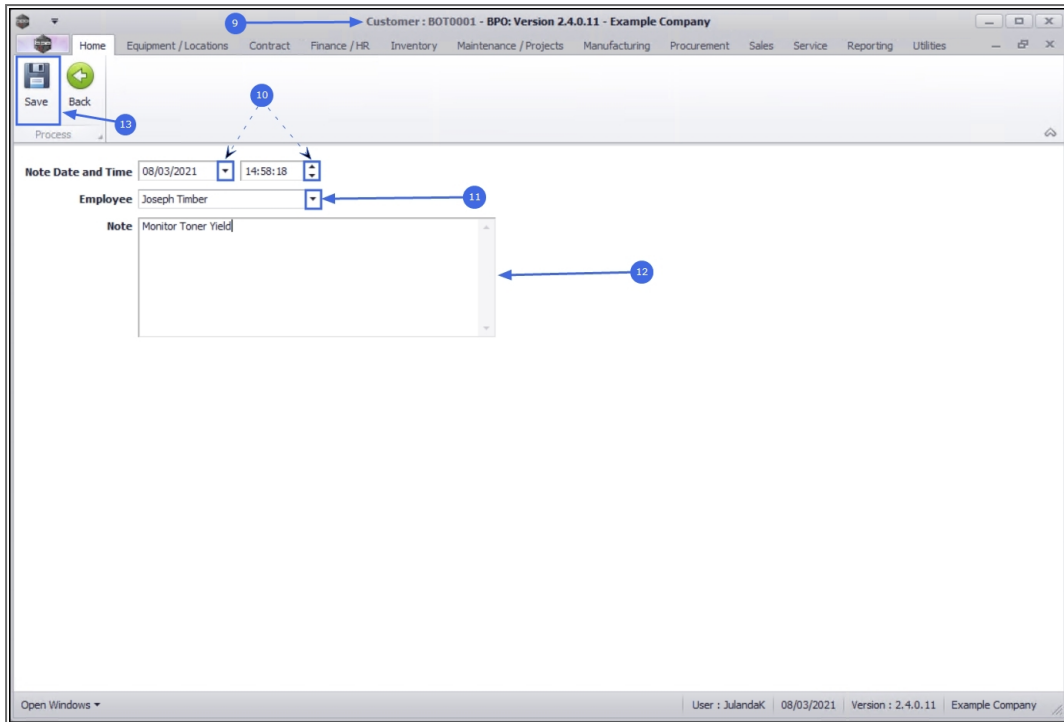 9
Customer : BOT0001 - BPO: Version 2.4.0.11 - Example Company
Home Equipment / Locations Contract Finance / HR Inventory Maintenance / Projects Manufacturing Procurement Sales Service Reporting Utilities
Save Back
10
13
Process
Note Date and Time 08/03/2021 14:58:18
Employee Joseph Timber
11
Note Monitor Toner Yield
12
Open Windows User : JulandaK 08/03/2021 Version : 2.4.0.11 Example Company